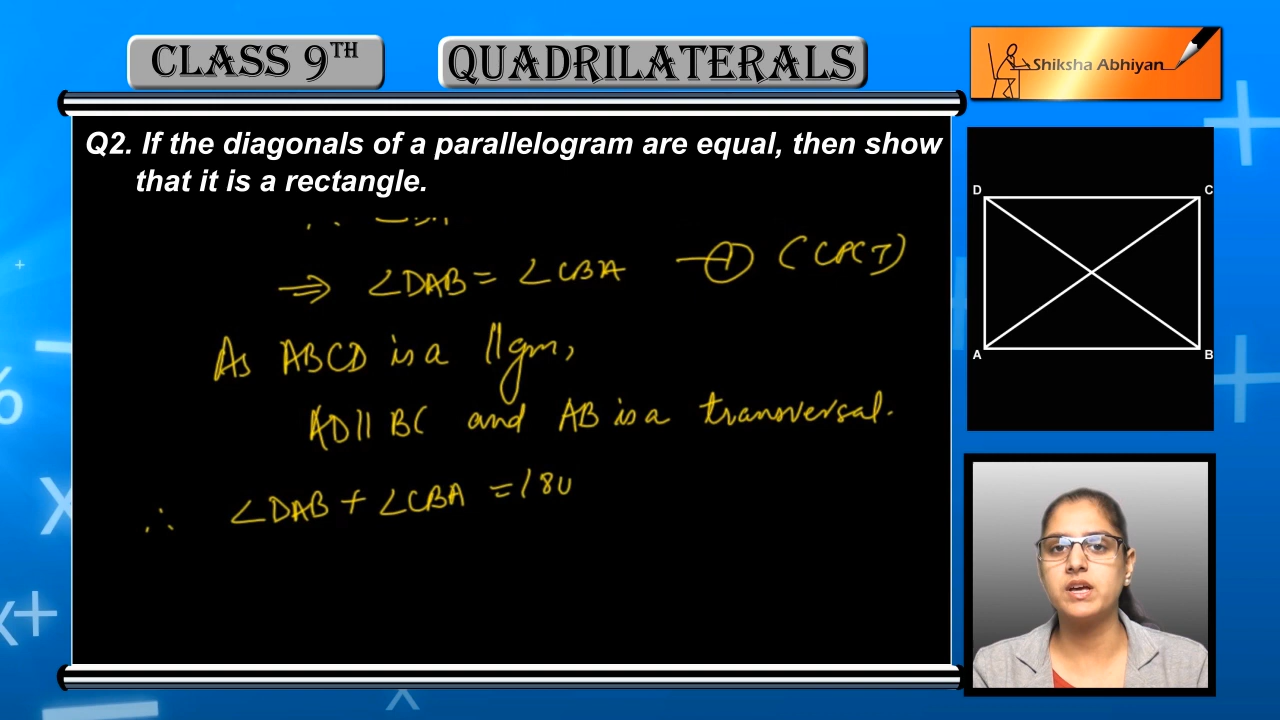 CLASS 9TH
QUADRILATERALS
Shiksha Abhiyan
Q2. If the diagonals of a parallelogram are equal, then show
that it is a rectangle.
⇒ ∠DAB = ∠CBA —① (CPCT)
As ABCD is a ||gm,
AD || BC and AB is a transversal.
∴ ∠DAB + ∠CBA = 180
D
C
A
B